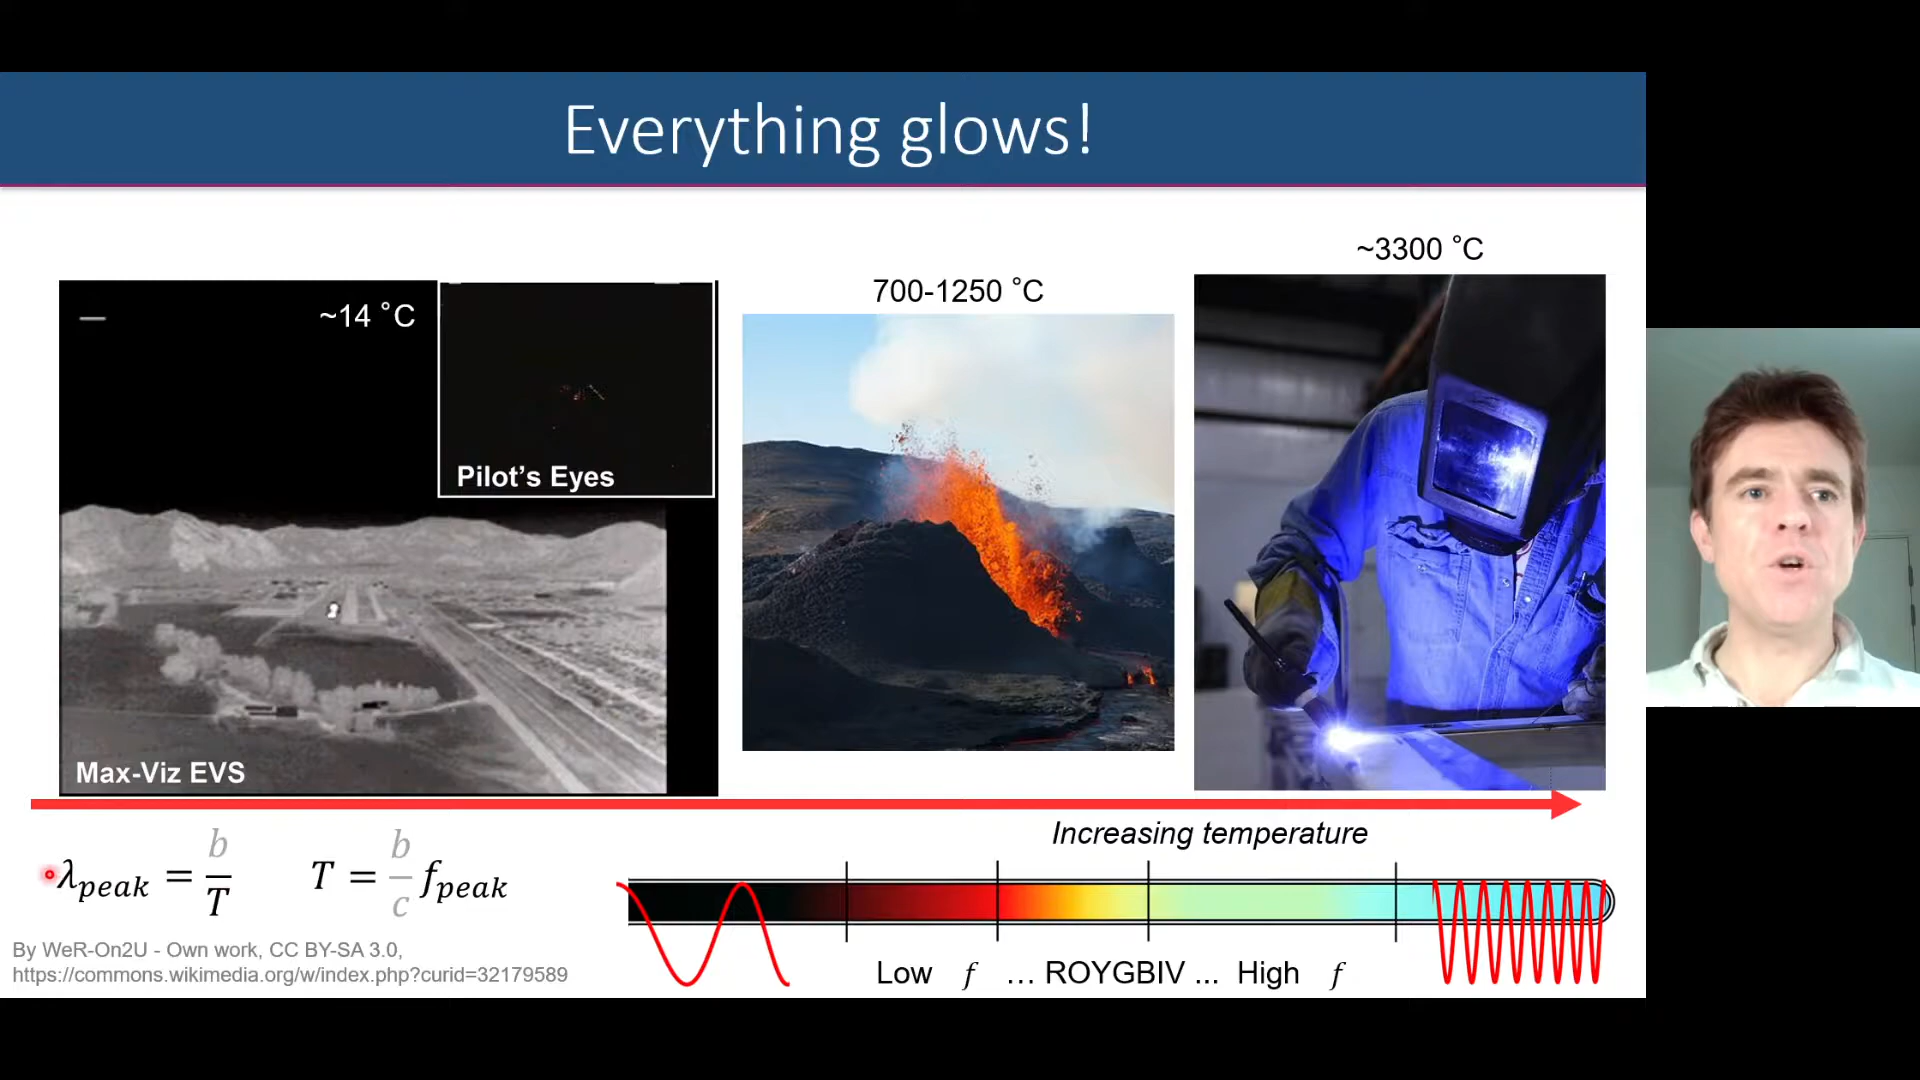 Everything glows!
~3300 ˚C
700-1250 ˚C
~14 ˚C
Pilot's Eyes
Max-Viz EVS
Increasing temperature
λpeak = b/T
T = b/c fpeak
Low f … ROYGBIV ... High f
By WeR-On2U - Own work, CC BY-SA 3.0,
https://commons.wikimedia.org/w/index.php?curid=32179589